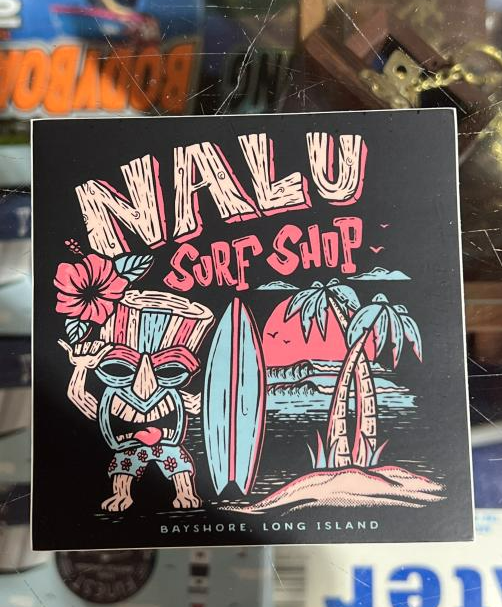 NALU
SURF SHOP
BAYSHORE, LONG ISLAND